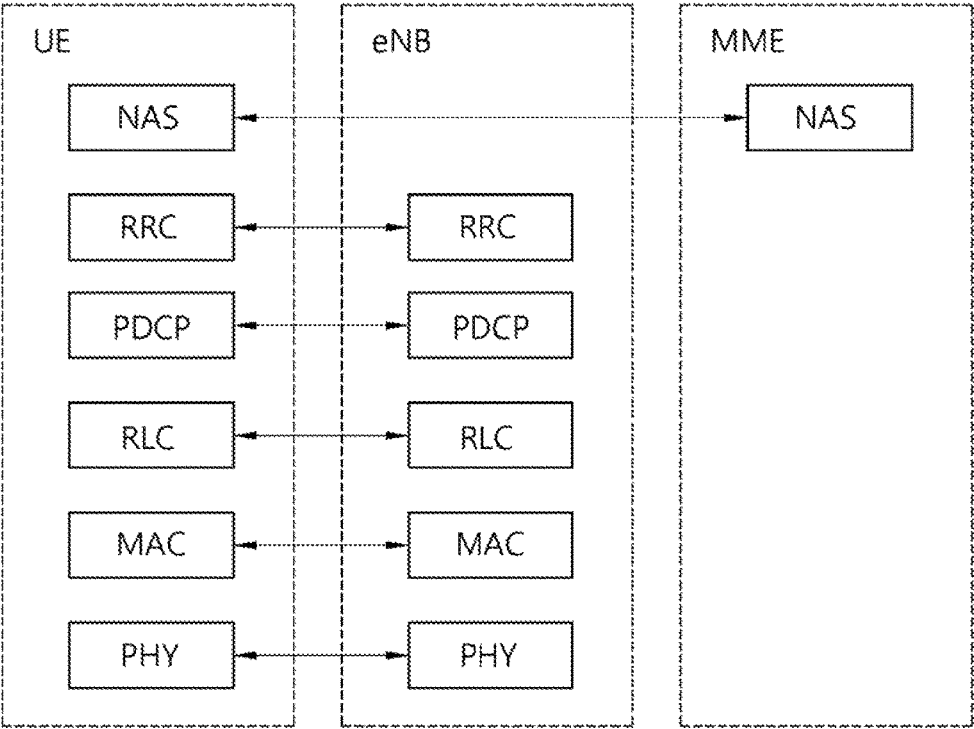 UE eNB MME
NAS NAS
RRC RRC
PDCP PDCP
RLC RLC
MAC MAC
PHY PHY